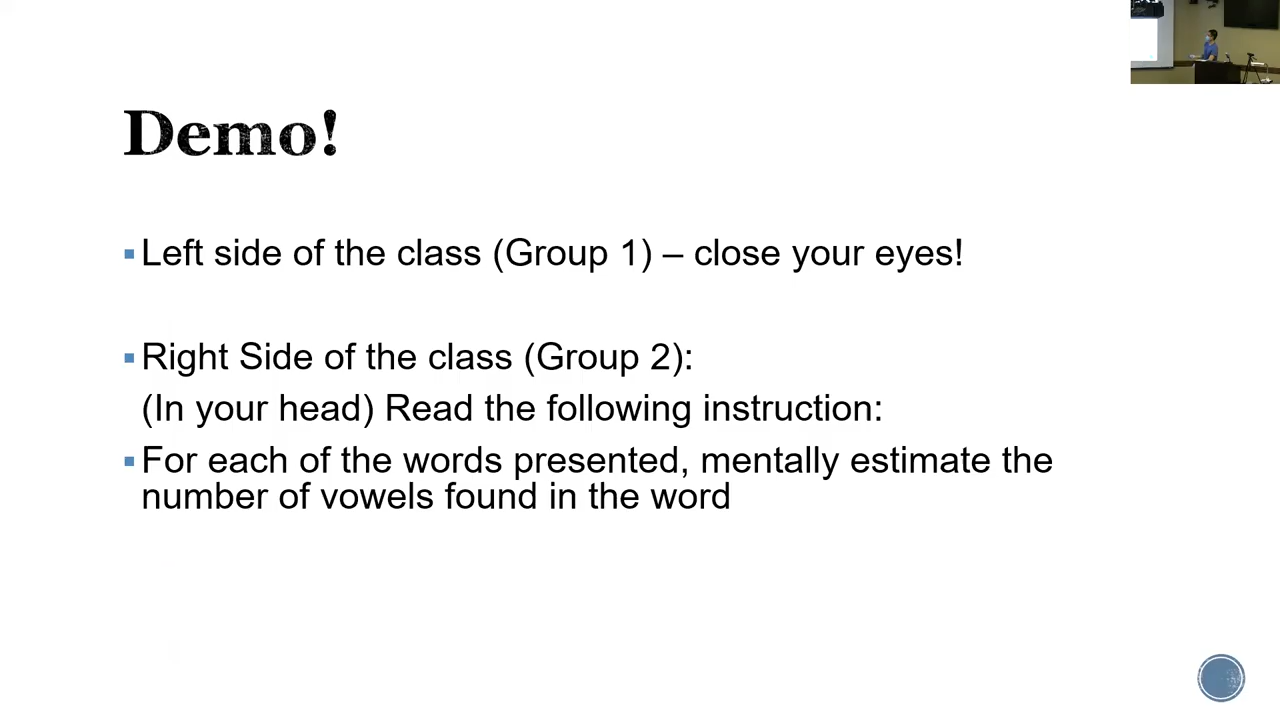 Demo!
Left side of the class (Group 1) – close your eyes!
Right Side of the class (Group 2):
(In your head) Read the following instruction:
For each of the words presented, mentally estimate the
number of vowels found in the word